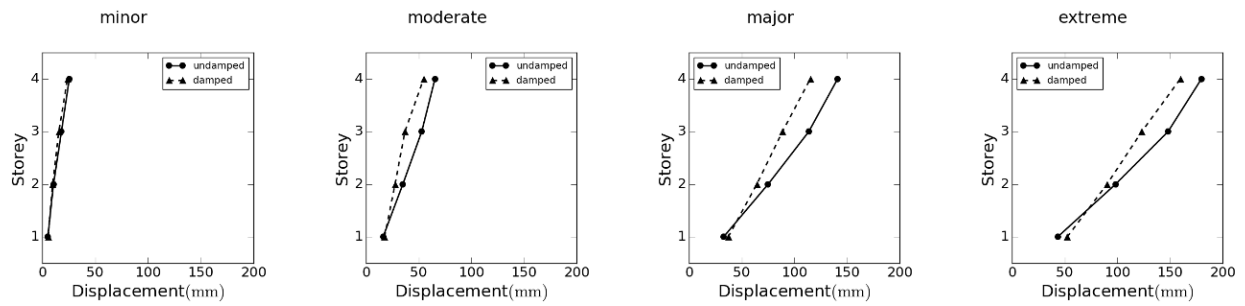 minor
undamped
damped
4
3
2
1
Storey
0 50 100 150 200
Displacement(mm)
moderate
undamped
damped
4
3
2
1
Storey
0 50 100 150 200
Displacement(mm)
major
undamped
damped
4
3
2
1
Storey
0 50 100 150 200
Displacement(mm)
extreme
undamped
damped
4
3
2
1
Storey
0 50 100 150 200
Displacement(mm)